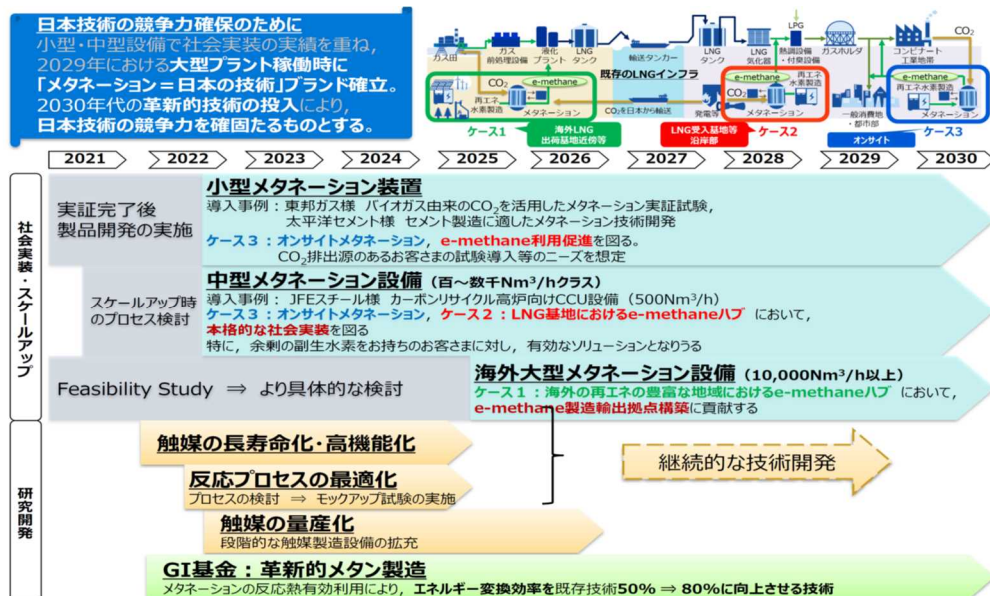 日本技術の競争力確保のために
小型・中型設備で社会実装の実績を重ね，
2029年における大型プラント稼働時に
「メタネーション＝日本の技術」ブランド確立。
2030年代の革新的技術の投入により，
日本技術の競争力を確固たるものとする。
ガス田
ガス
前処理設備
液化
プラント
LNG
タンク
輸送タンカー
LNG
タンク
LNG
気化器
LPG
熱調設備
・付臭設備
ガスホルダ
コンビナート
工業地帯
CO₂
既存のLNGインフラ
CO₂
e-methane
再エネ
水素製造
メタネーション
CO₂を日本から輸送
発電等
e-methane
CO₂
再エネ
水素製造
メタネーション
一般消費地
・都市部
e-methane
再エネ
水素製造
メタネーション
ケース1
海外LNG
出荷基地近傍等
LNG受入基地等
沿岸部
ケース2
オンサイト
ケース3
2021
2022
2023
2024
2025
2026
2027
2028
2029
2030
社会実装・スケールアップ
実証完了後
製品開発の実施
小型メタネーション装置
導入事例：東邦ガス様 バイオガス由来のCO₂を活用したメタネーション実証試験，
太平洋セメント様 セメント製造に適したメタネーション技術開発
ケース３：オンサイトメタネーション，e-methane利用促進を図る。
CO₂排出源のあるお客さまの試験導入等のニーズを想定
スケールアップ時
のプロセス検討
中型メタネーション設備（百～数千Nm³/hクラス）
導入事例： JFEスチール様 カーボンリサイクル高炉向けCCU設備（500Nm³/h）
ケース３：オンサイトメタネーション，ケース２：LNG基地におけるe-methaneハブ において，
本格的な社会実装を図る
特に，余剰の副生水素をお持ちのお客さまに対し，有効なソリューションとなりうる
Feasibility Study ⇒ より具体的な検討
海外大型メタネーション設備（10,000Nm³/h以上）
ケース１：海外の再エネの豊富な地域におけるe-methaneハブ において，
e-methane製造輸出拠点構築に貢献する
研究開発
触媒の長寿命化・高機能化
反応プロセスの最適化
プロセスの検討 ⇒ モックアップ試験の実施
触媒の量産化
段階的な触媒製造設備の拡充
継続的な技術開発
GI基金：革新的メタン製造
メタネーションの反応熱有効利用により，エネルギー変換効率を既存技術50% ⇒ 80%に向上させる技術